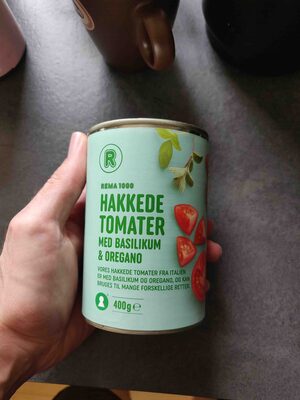 R
REMA 1000
HAKKEDE
TOMATER
MED BASILIKUM
& OREGANO
VORES HAKKEDE TOMATER FRA ITALIEN
ER MED BASILIKUM OG OREGANO, OG KAN
BRUGES TIL MANGE FORSKELLIGE RETTER.
400g e